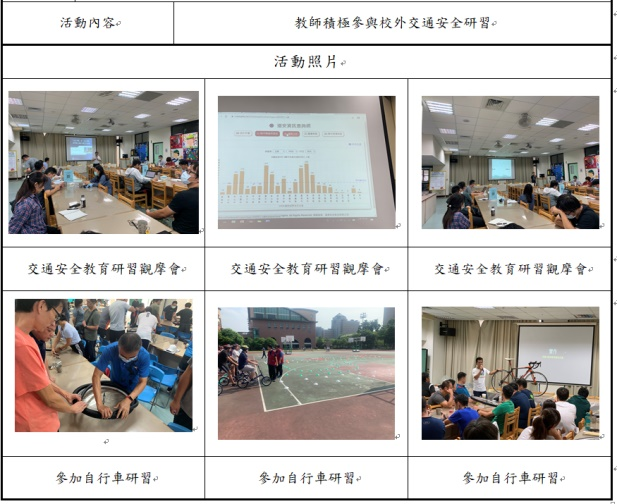 活動內容
教師積極參與校外交通安全研習
活動照片
交通安全教育研習觀摩會
交通安全教育研習觀摩會
交通安全教育研習觀摩會
參加自行車研習
參加自行車研習
參加自行車研習